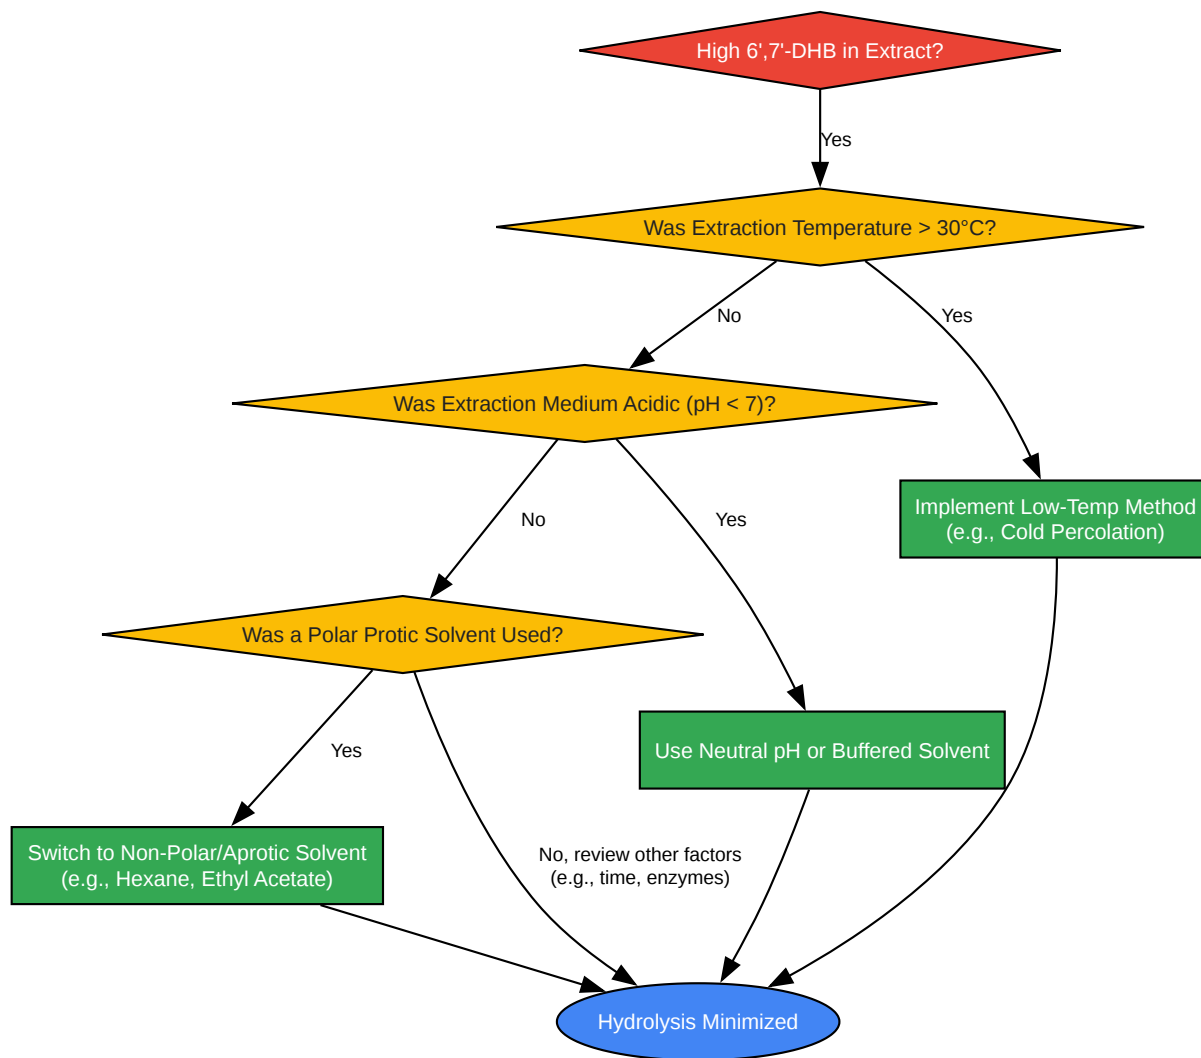 High 6',7'-DHB in Extract?
Yes
Was Extraction Temperature > 30°C?
No
Yes
Was Extraction Medium Acidic (pH < 7)?
Implement Low-Temp Method
(e.g., Cold Percolation)
No
Yes
Was a Polar Protic Solvent Used?
Use Neutral pH or Buffered Solvent
Yes
Switch to Non-Polar/Aprotic Solvent
(e.g., Hexane, Ethyl Acetate)
No, review other factors
(e.g., time, enzymes)
Hydrolysis Minimized